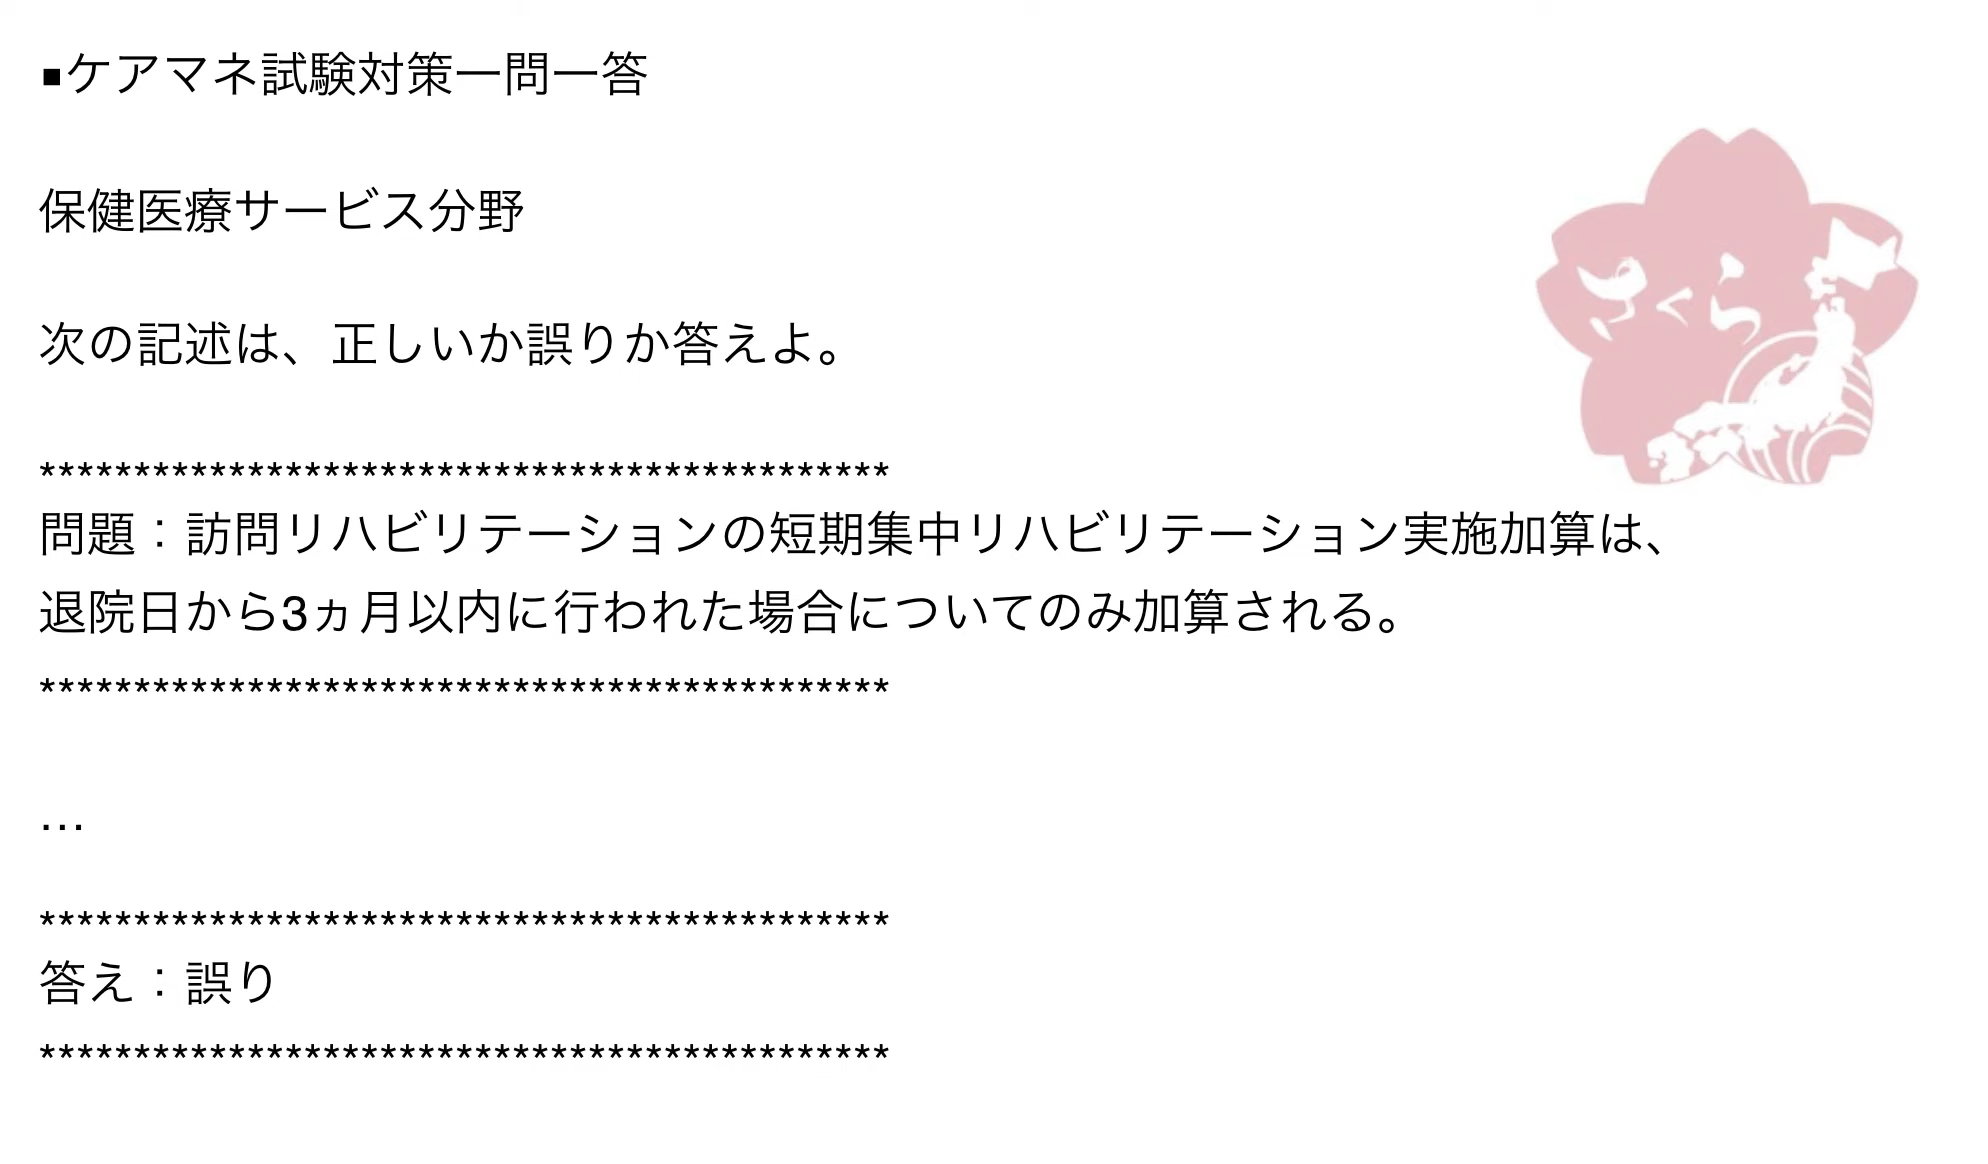 ▪ケアマネ試験対策一問一答
保健医療サービス分野
次の記述は、正しいか誤りか答えよ。
さくら
*********************************************
問題：訪問リハビリテーションの短期集中リハビリテーション実施加算は、
退院日から3ヵ月以内に行われた場合についてのみ加算される。
*********************************************
…
*********************************************
答え：誤り
*********************************************